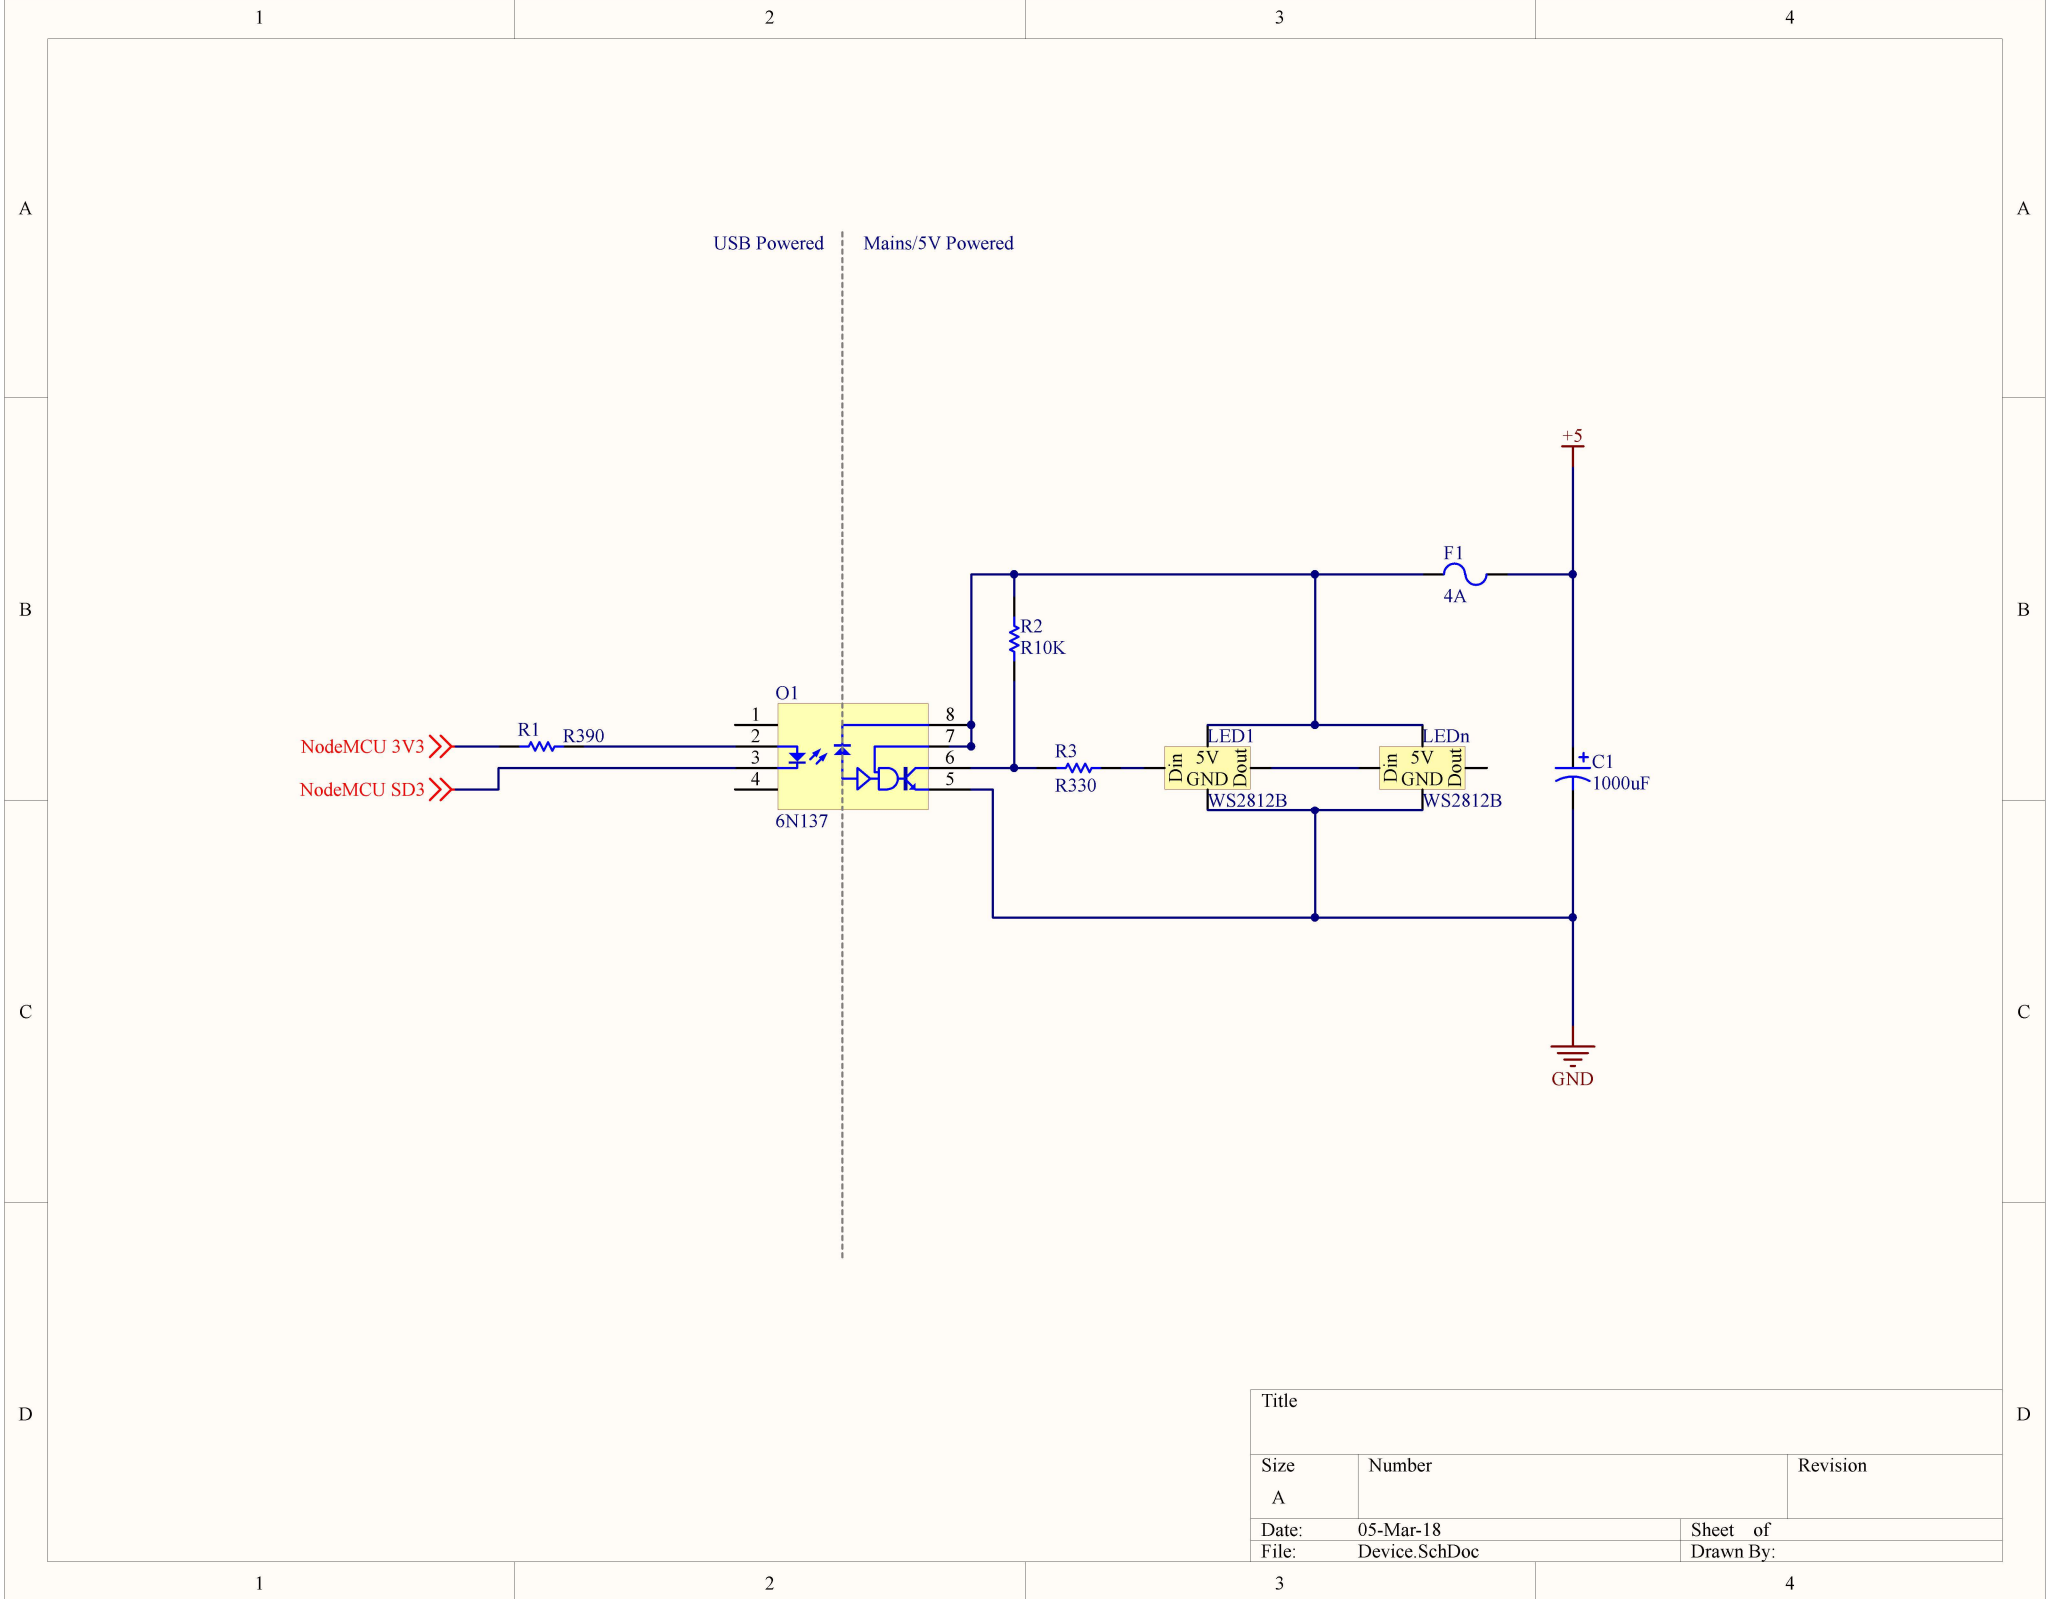 1 2 3 4
A A
USB Powered Mains/5V Powered
+5
F1
4A
B B
R2
R10K
O1
1 8
2 7
3 6
4 5
6N137
NodeMCU 3V3
R1 R390
NodeMCU SD3
R3
R330
LED1
Din 5V GND Dout
WS2812B
LEDn
Din 5V GND Dout
WS2812B
+ C1
1000uF
C C
GND
D D
Title
Size Number Revision
A
Date: 05-Mar-18 Sheet of
File: Device.SchDoc Drawn By:
1 2 3 4